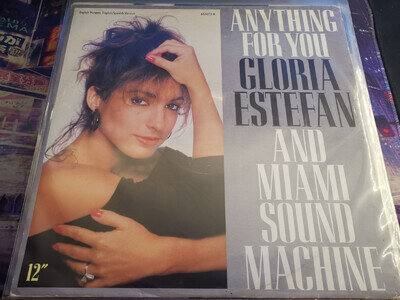 ANYTHING
FOR YOU
GLORIA
ESTEFAN
AND
MIAMI
SOUND
MACHINE
12"